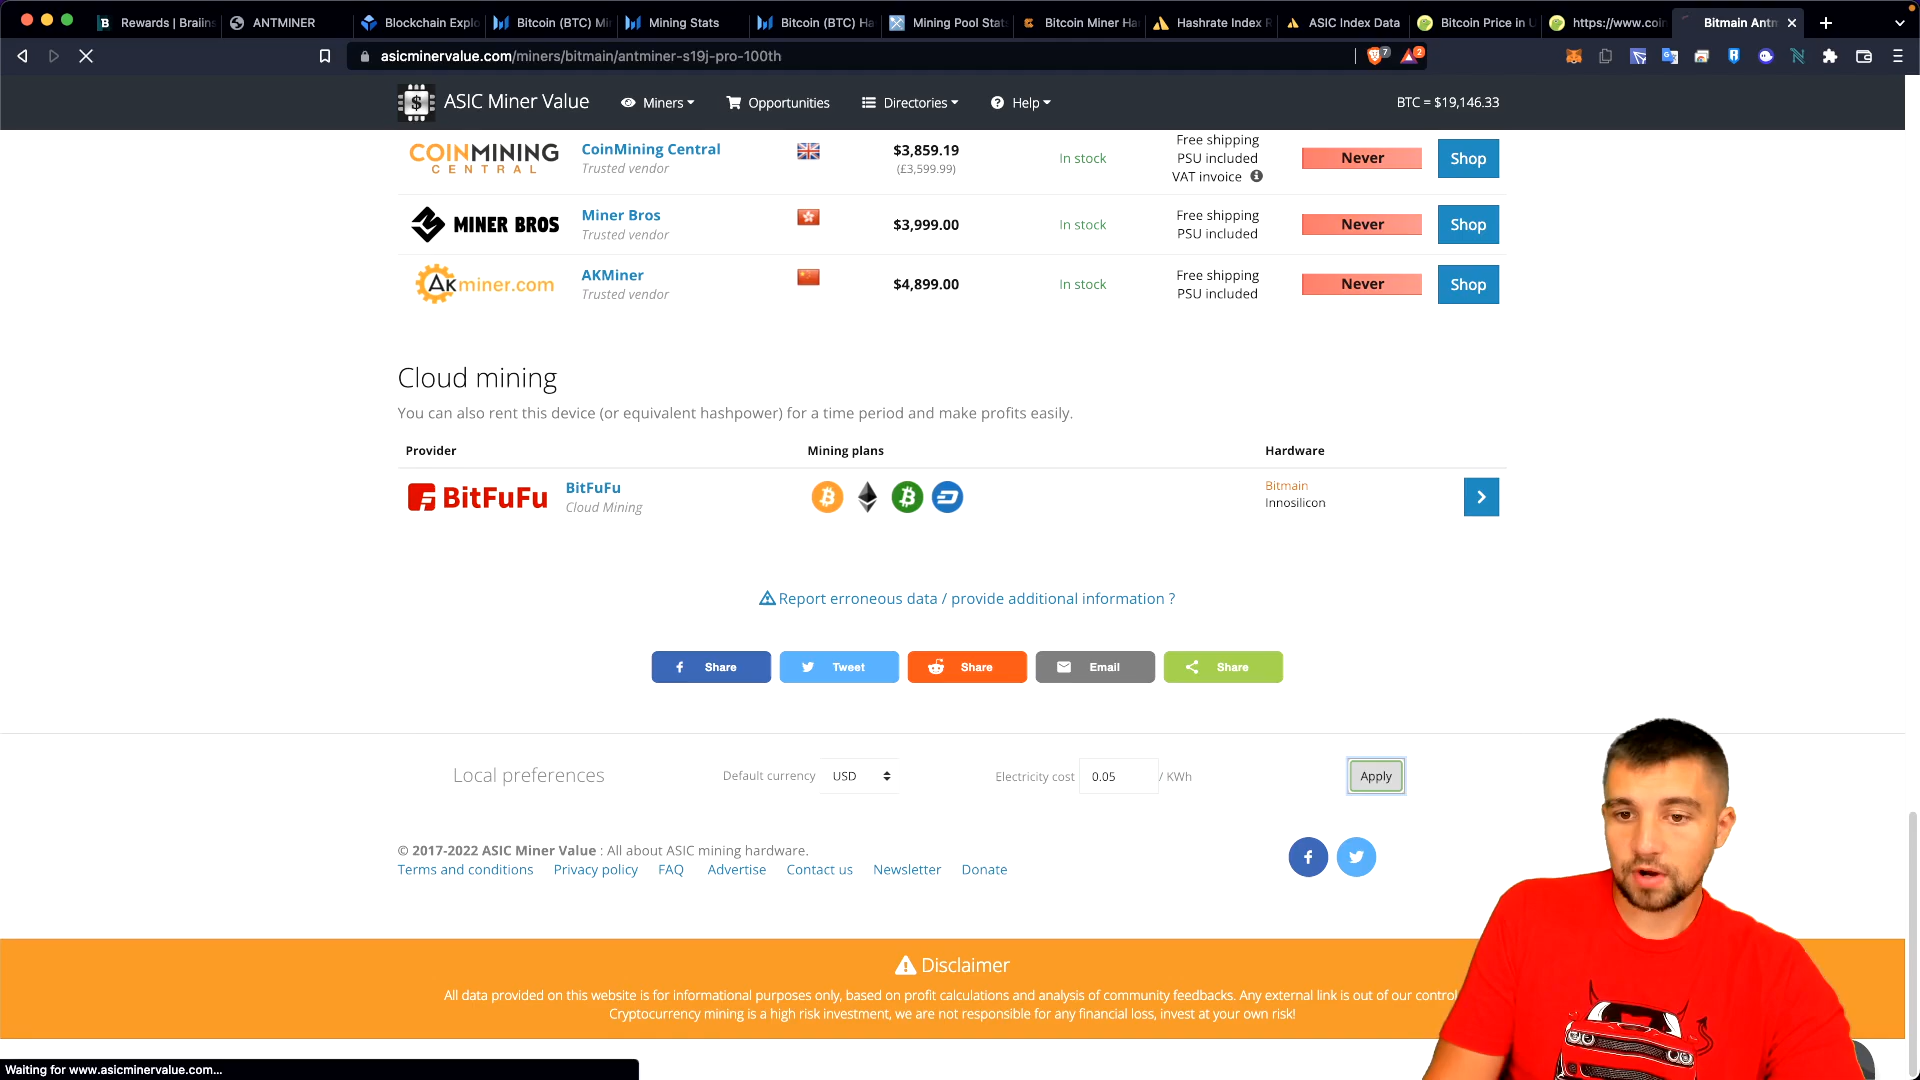 Rewards | Braiins
ANTMINER
Blockchain Explo
Bitcoin (BTC) Mi
Mining Stats
Bitcoin (BTC) Ha
Mining Pool Stat
Bitcoin Miner Ha
Hashrate Index R
ASIC Index Data
Bitcoin Price in U
https://www.coin
Bitmain Antm
asicminervalue.com/miners/bitmain/antminer-s19j-pro-100th
7
2
ASIC Miner Value
Miners
Opportunities
Directories
Help
BTC = $19,146.33
COINMINING
CENTRAL
CoinMining Central
Trusted vendor
$3,859.19
(£3,599.99)
In stock
Free shipping
PSU included
VAT invoice
Never
Shop
MINER BROS
Miner Bros
Trusted vendor
$3,999.00
In stock
Free shipping
PSU included
Never
Shop
AKminer.com
AKMiner
Trusted vendor
$4,899.00
In stock
Free shipping
PSU included
Never
Shop
Cloud mining
You can also rent this device (or equivalent hashpower) for a time period and make profits easily.
Provider
Mining plans
Hardware
BitFuFu
BitFuFu
Cloud Mining
Bitmain
Innosilicon
Report erroneous data / provide additional information ?
Share
Tweet
Share
Email
Share
Local preferences
Default currency
USD
Electricity cost
0.05
/ KWh
Apply
© 2017-2022 ASIC Miner Value : All about ASIC mining hardware.
Terms and conditions
Privacy policy
FAQ
Advertise
Contact us
Newsletter
Donate
Disclaimer
All data provided on this website is for informational purposes only, based on profit calculations and analysis of community feedbacks. Any external link is out of our control
Cryptocurrency mining is a high risk investment, we are not responsible for any financial loss, invest at your own risk!
Waiting for www.asicminervalue.com...